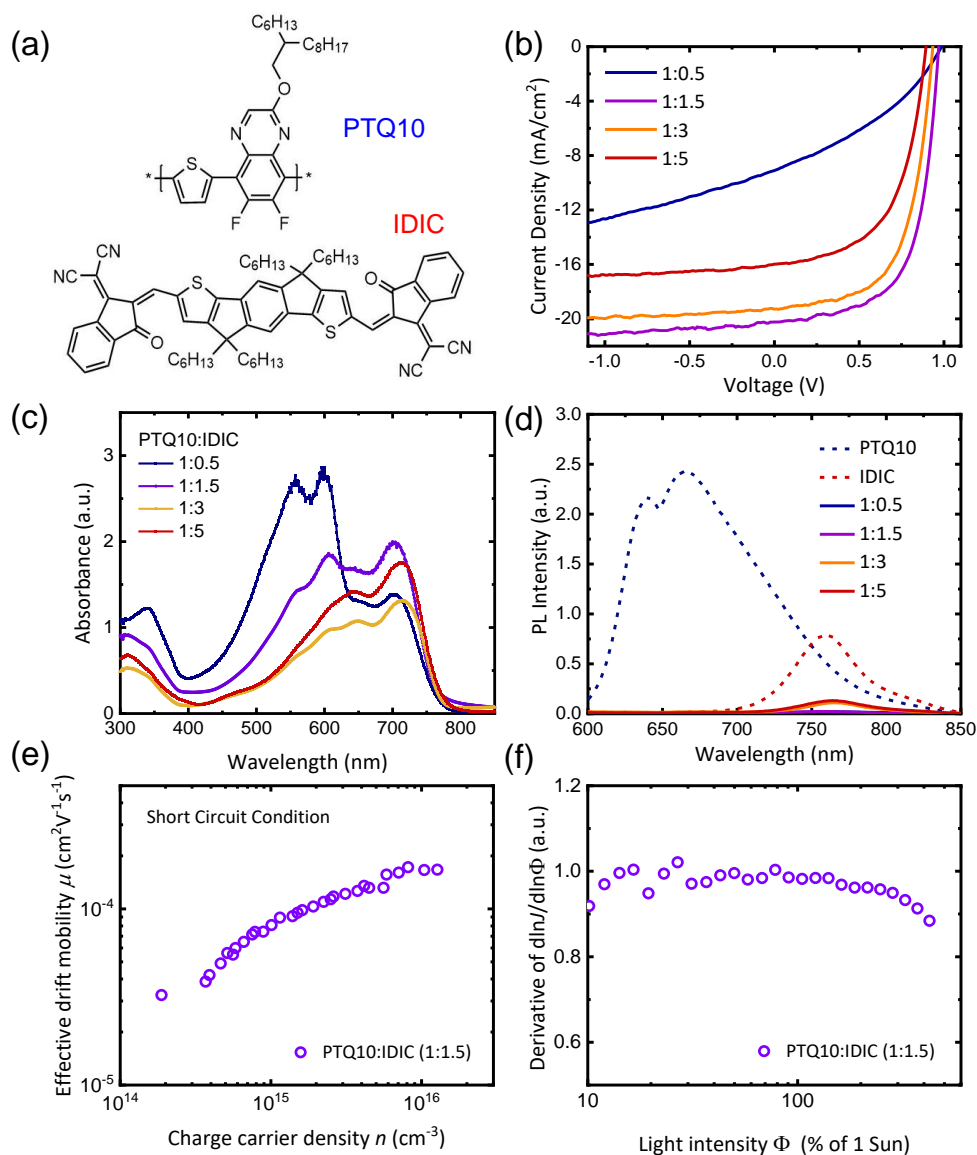 (a)
C6H13
C8H17
O
N
N
PTQ10
S
*
*
F
F
IDIC
CN
NC
C6H13
C6H13
S
O
O
S
C6H13
C6H13
CN
NC
(b)
0
-4
-8
-12
-16
-20
Current Density (mA/cm2)
1:0.5
1:1.5
1:3
1:5
-1.0
-0.5
0.0
0.5
1.0
Voltage (V)
(c)
PTQ10:IDIC
1:0.5
1:1.5
1:3
1:5
3
2
1
0
Absorbance (a.u.)
300
400
500
600
700
800
Wavelength (nm)
(d)
3.0
2.5
2.0
1.5
1.0
0.5
0.0
PL Intensity (a.u.)
PTQ10
IDIC
1:0.5
1:1.5
1:3
1:5
600
650
700
750
800
850
Wavelength (nm)
(e)
Short Circuit Condition
10-4
10-5
Effective drift mobility μ (cm2V-1s-1)
PTQ10:IDIC (1:1.5)
1014
1015
1016
Charge carrier density n (cm-3)
(f)
1.2
1.0
0.8
0.6
Derivative of dlnJ/dlnΦ (a.u.)
PTQ10:IDIC (1:1.5)
10
100
Light intensity Φ (% of 1 Sun)